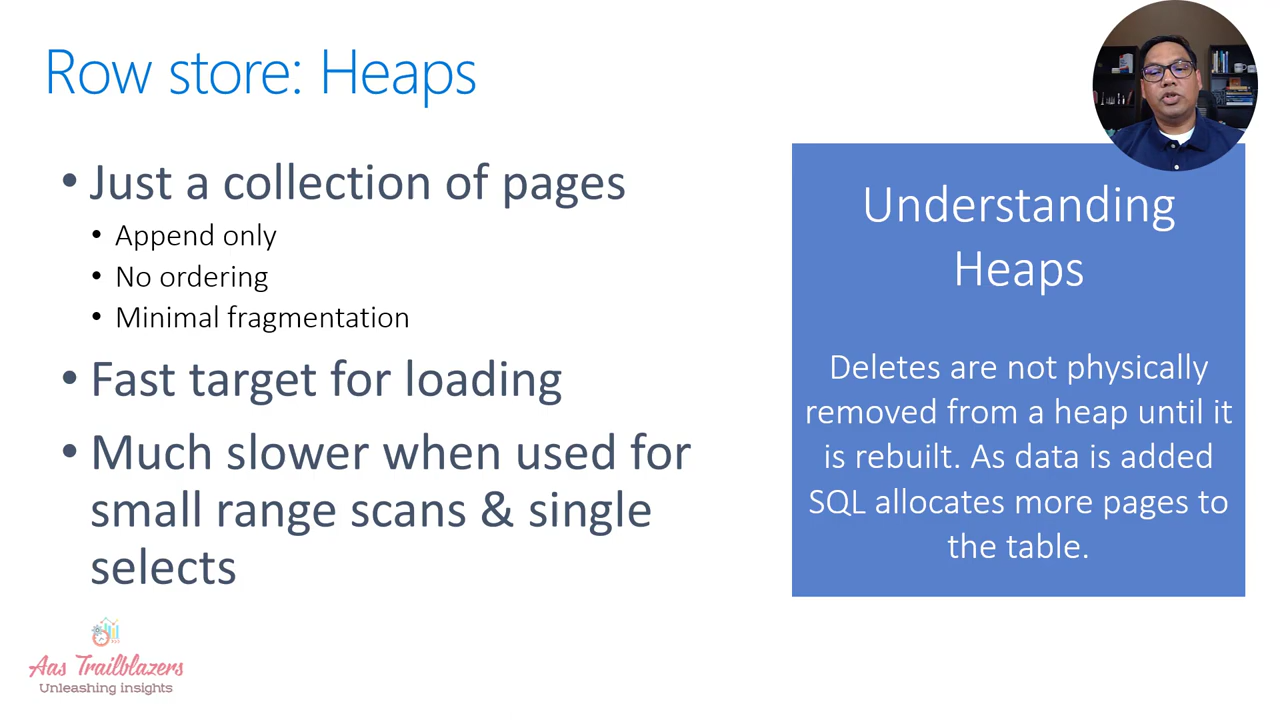 Row store: Heaps
• Just a collection of pages
• Append only
• No ordering
• Minimal fragmentation
• Fast target for loading
• Much slower when used for
small range scans & single
selects
Understanding
Heaps
Deletes are not physically
removed from a heap until it
is rebuilt. As data is added
SQL allocates more pages to
the table.
Aas Trailblazers
Unleashing insights